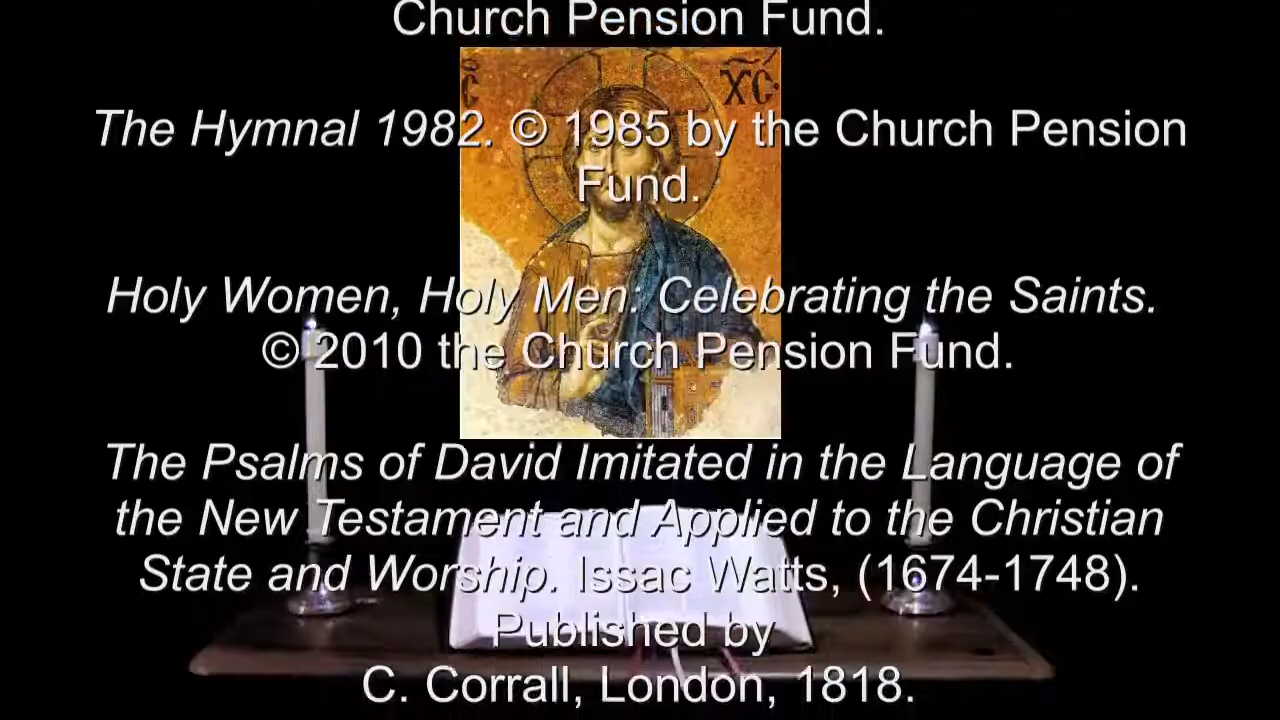 Church Pension Fund.
The Hymnal 1982. © 1985 by the Church Pension
Fund.
Holy Women, Holy Men: Celebrating the Saints.
© 2010 the Church Pension Fund.
The Psalms of David Imitated in the Language of
the New Testament and Applied to the Christian
State and Worship. Issac Watts, (1674-1748).
Published by
C. Corrall, London, 1818.
C
XC